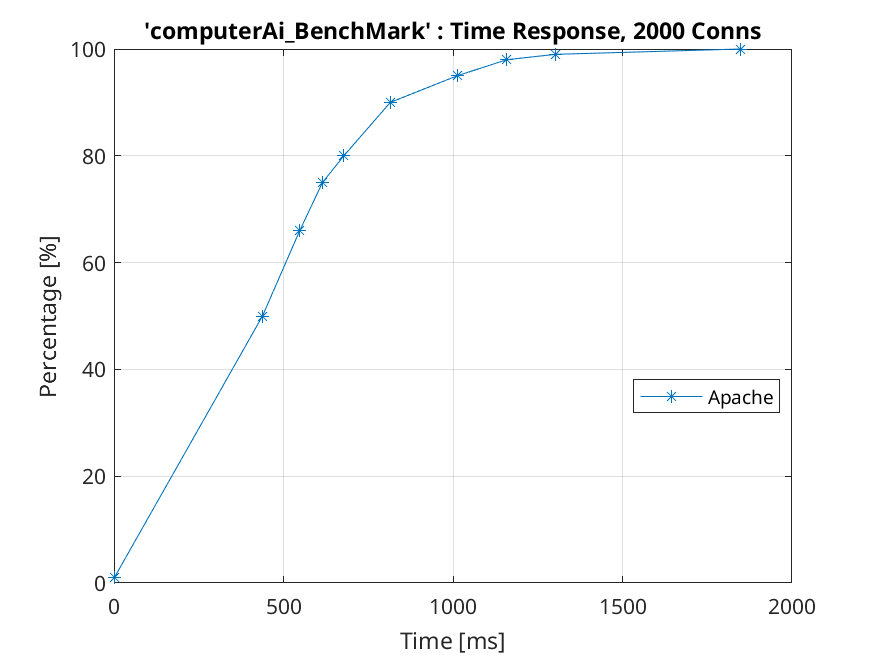 'computerAi_BenchMark' : Time Response, 2000 Conns
100
80
60
40
20
0
Percentage [%]
Apache
0 500 1000 1500 2000
Time [ms]